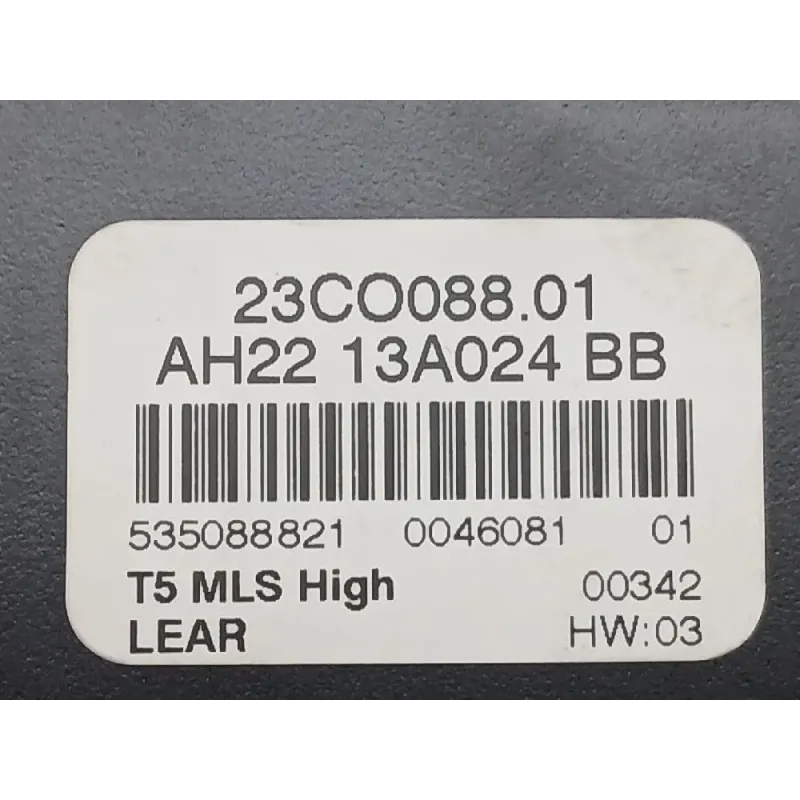 23CO088.01
AH22 13A024 BB
535088821 0046081 01
T5 MLS High 00342
LEAR HW:03